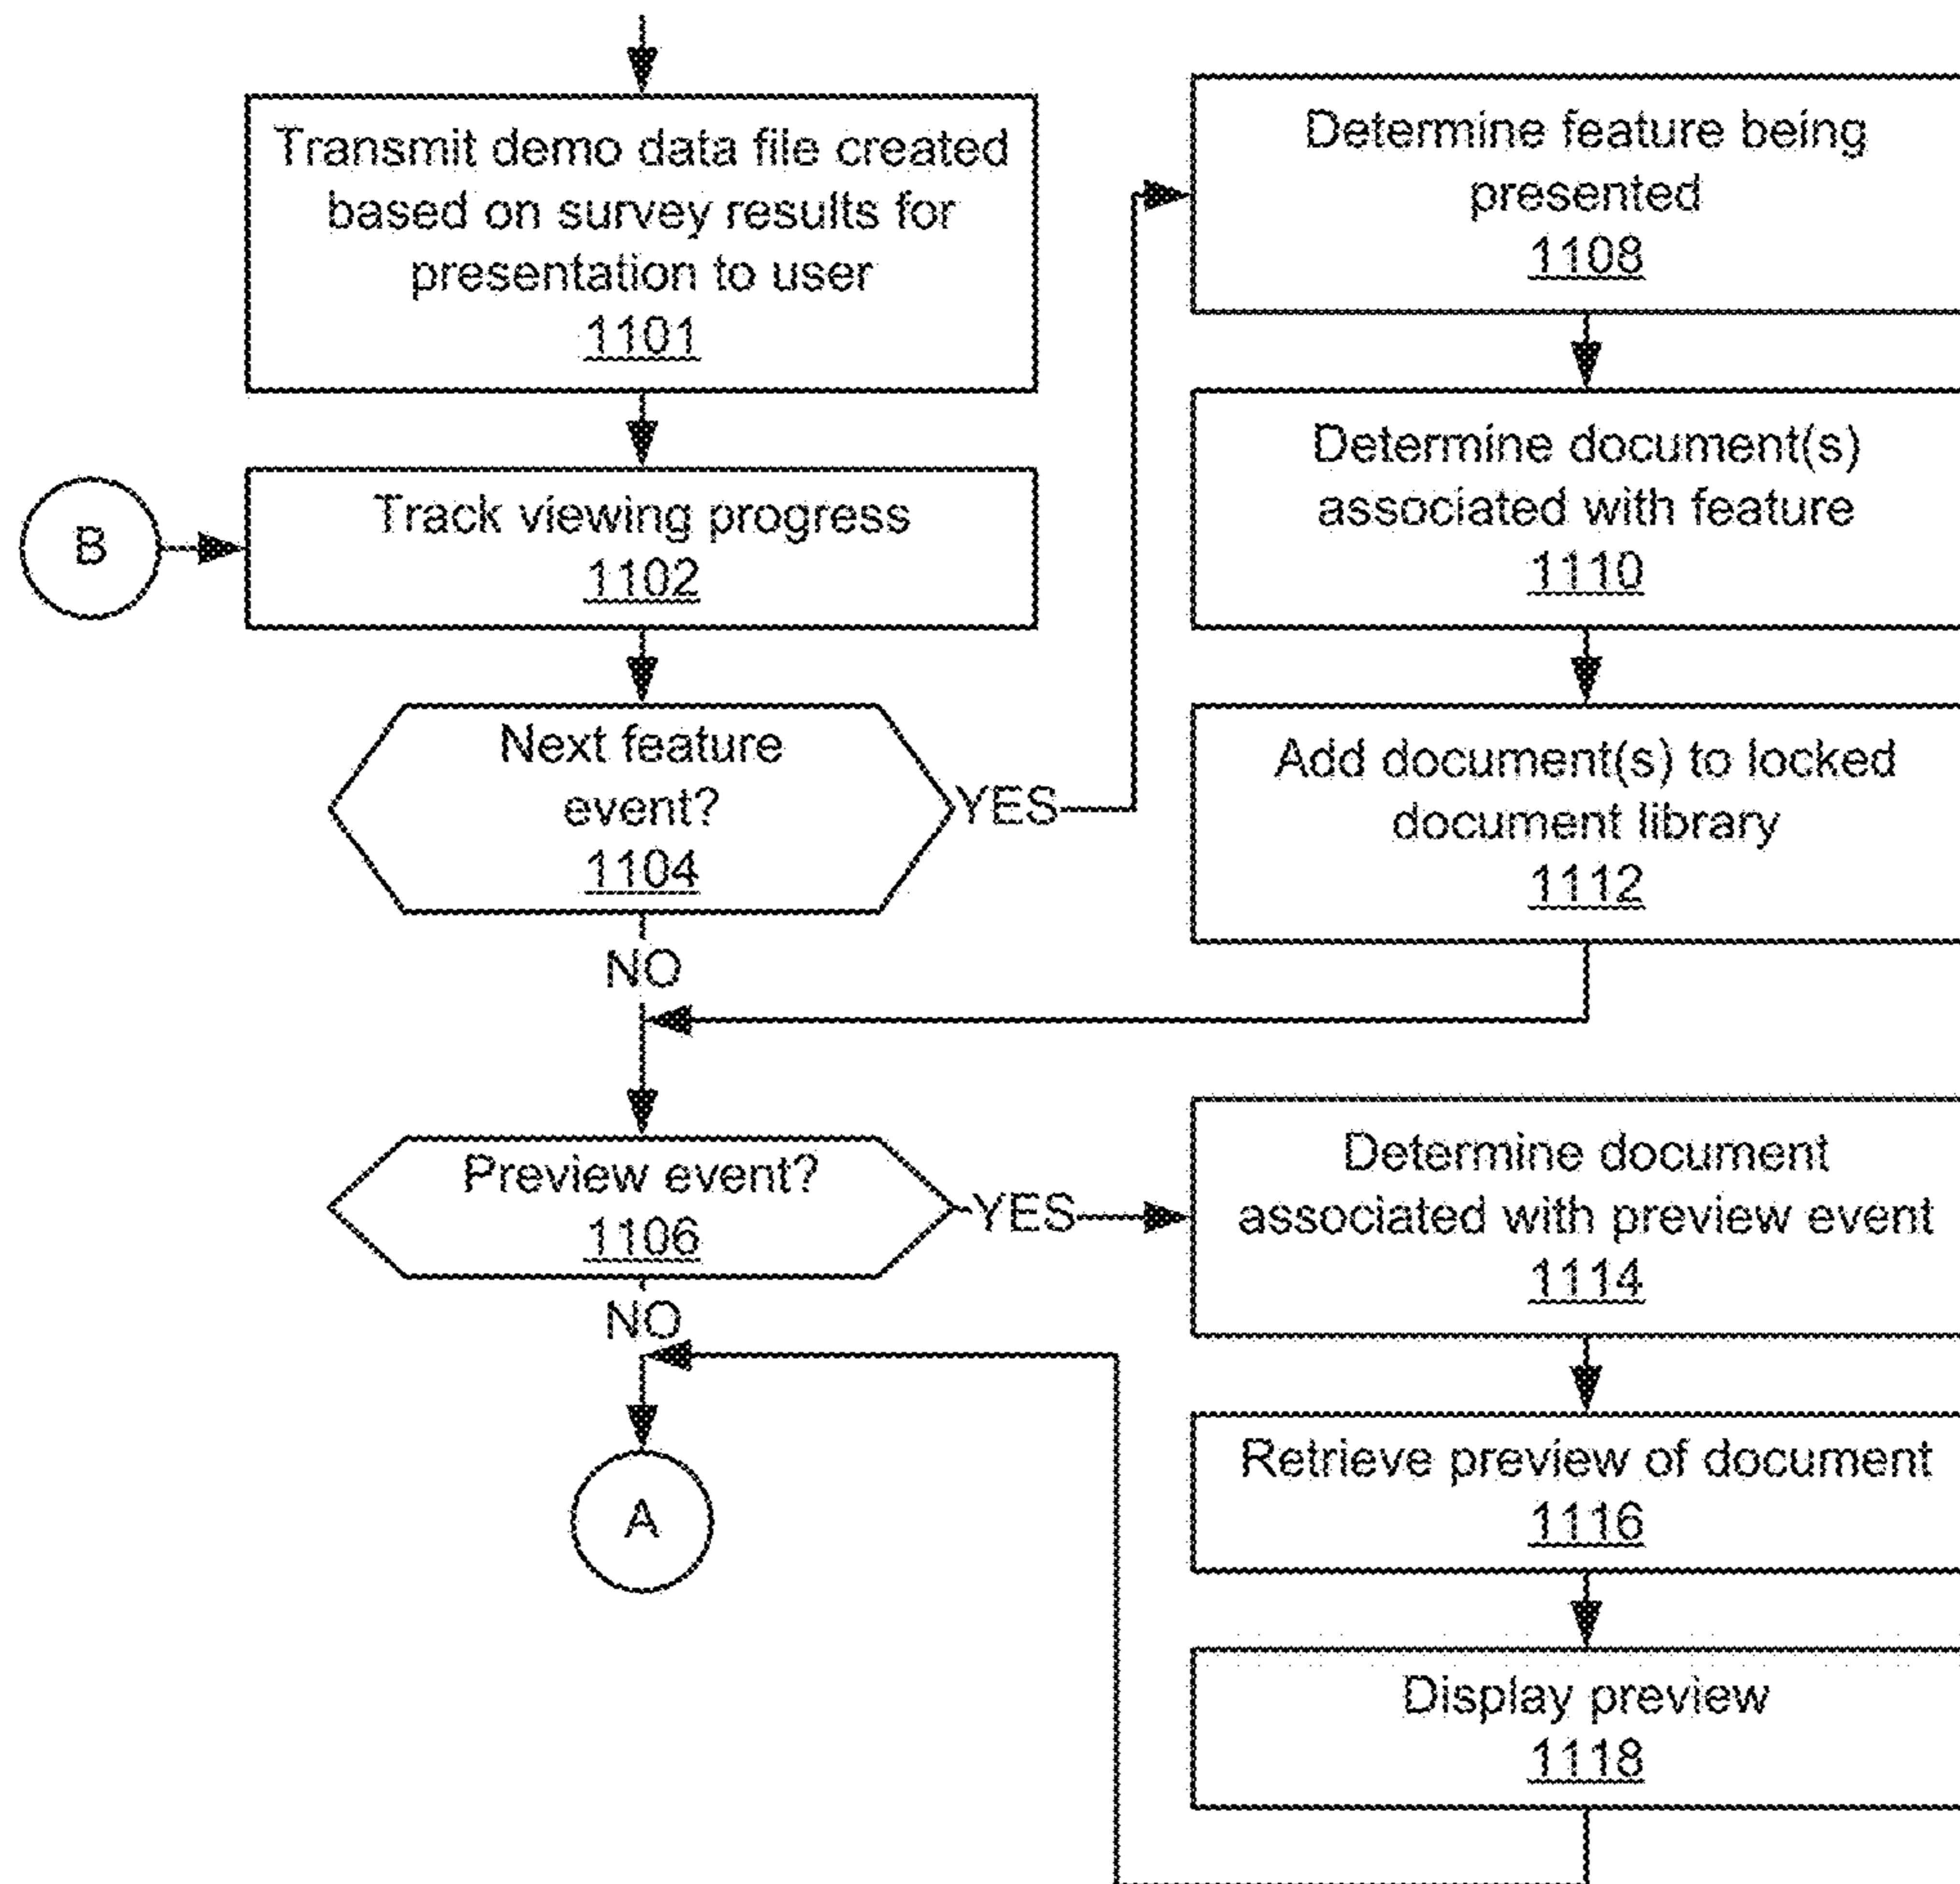 Transmit demo data file created
based on survey results for
presentation to user
1101
B
Track viewing progress
1102
Next feature
event?
1104
YES
NO
Determine feature being
presented
1108
Determine document(s)
associated with feature
1110
Add document(s) to locked
document library
1112
Preview event?
1106
YES
NO
A
Determine document
associated with preview event
1114
Retrieve preview of document
1116
Display preview
1118